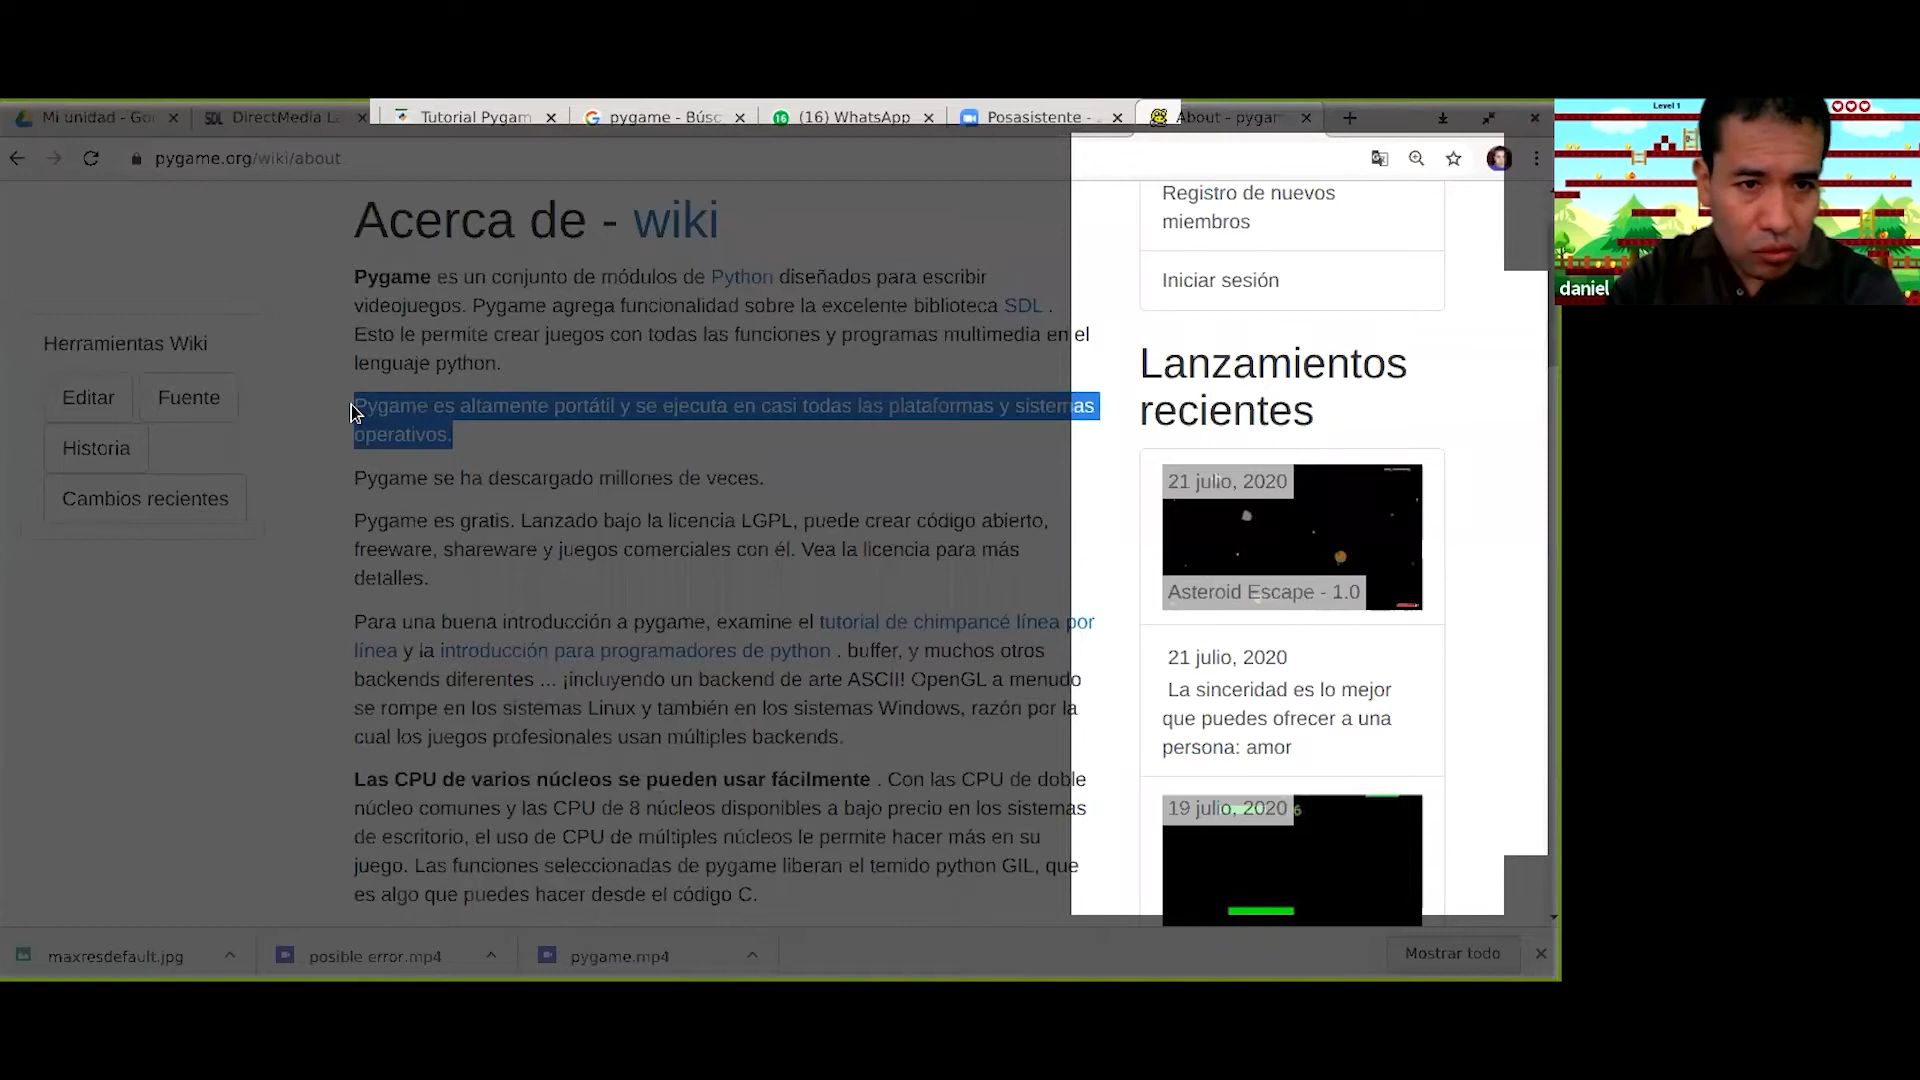 Mi unidad - Go
SDL DirectMedia La
Tutorial Pygam
pygame - Búsc
16 (16) WhatsApp
Posasistente -
About - pygam
pygame.org/wiki/about
Level 1
daniel
Acerca de - wiki
Pygame es un conjunto de módulos de Python diseñados para escribir
videojuegos. Pygame agrega funcionalidad sobre la excelente biblioteca SDL .
Esto le permite crear juegos con todas las funciones y programas multimedia en el
lenguaje python.
Pygame es altamente portátil y se ejecuta en casi todas las plataformas y sistemas
operativos.
Pygame se ha descargado millones de veces.
Pygame es gratis. Lanzado bajo la licencia LGPL, puede crear código abierto,
freeware, shareware y juegos comerciales con él. Vea la licencia para más
detalles.
Para una buena introducción a pygame, examine el tutorial de chimpancé línea por
línea y la introducción para programadores de python . buffer, y muchos otros
backends diferentes ... ¡incluyendo un backend de arte ASCII! OpenGL a menudo
se rompe en los sistemas Linux y también en los sistemas Windows, razón por la
cual los juegos profesionales usan múltiples backends.
Las CPU de varios núcleos se pueden usar fácilmente . Con las CPU de doble
núcleo comunes y las CPU de 8 núcleos disponibles a bajo precio en los sistemas
de escritorio, el uso de CPU de múltiples núcleos le permite hacer más en su
juego. Las funciones seleccionadas de pygame liberan el temido python GIL, que
es algo que puedes hacer desde el código C.
Herramientas Wiki
Editar
Fuente
Historia
Cambios recientes
Registro de nuevos
miembros
Iniciar sesión
Lanzamientos
recientes
21 julio, 2020
Asteroid Escape - 1.0
21 julio, 2020
La sinceridad es lo mejor
que puedes ofrecer a una
persona: amor
19 julio, 2020
6
maxresdefault.jpg
posible error.mp4
pygame.mp4
Mostrar todo